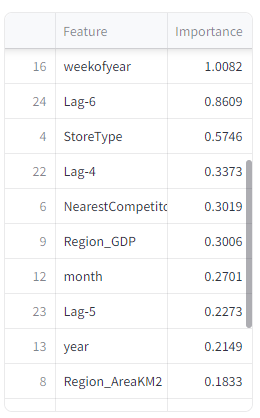 Feature Importance
16 weekofyear 1.0082
24 Lag-6 0.8609
4 StoreType 0.5746
22 Lag-4 0.3373
6 NearestCompetito 0.3019
9 Region_GDP 0.3006
12 month 0.2701
23 Lag-5 0.2273
13 year 0.2149
8 Region_AreaKM2 0.1833